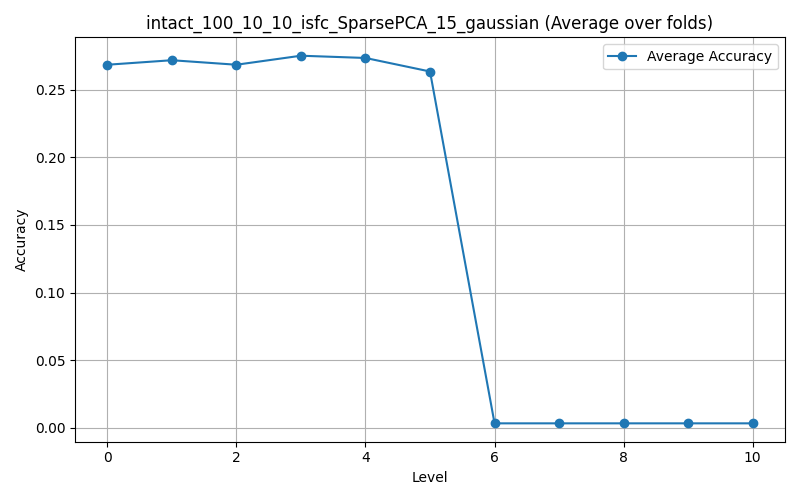 intact_100_10_10_isfc_SparsePCA_15_gaussian (Average over folds)
Average Accuracy
Accuracy
0.25
0.20
0.15
0.10
0.05
0.00
0 2 4 6 8 10
Level